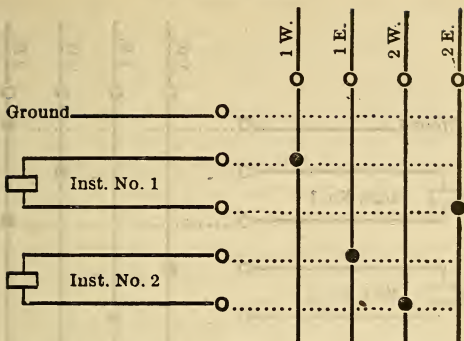 1 W.
1 E.
2 W.
2 E.
Ground
Inst. No. 1
Inst. No. 2